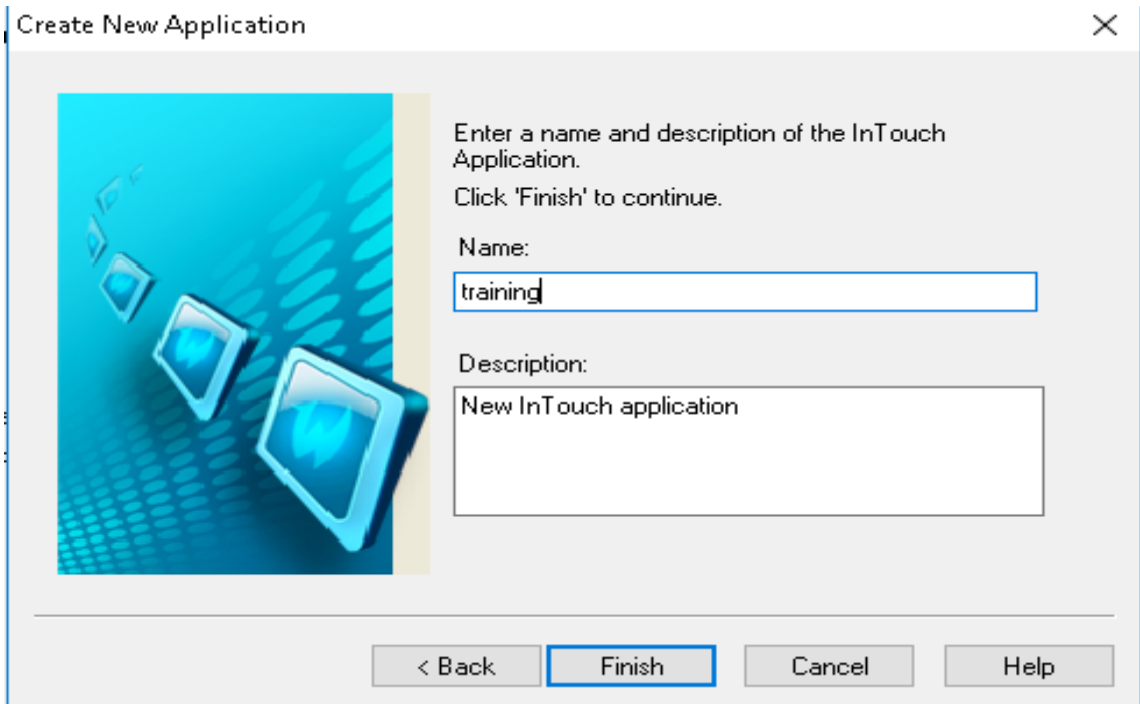 Create New Application
Enter a name and description of the InTouch
Application.
Click 'Finish' to continue.
Name:
training
Description:
New InTouch application
< Back
Finish
Cancel
Help